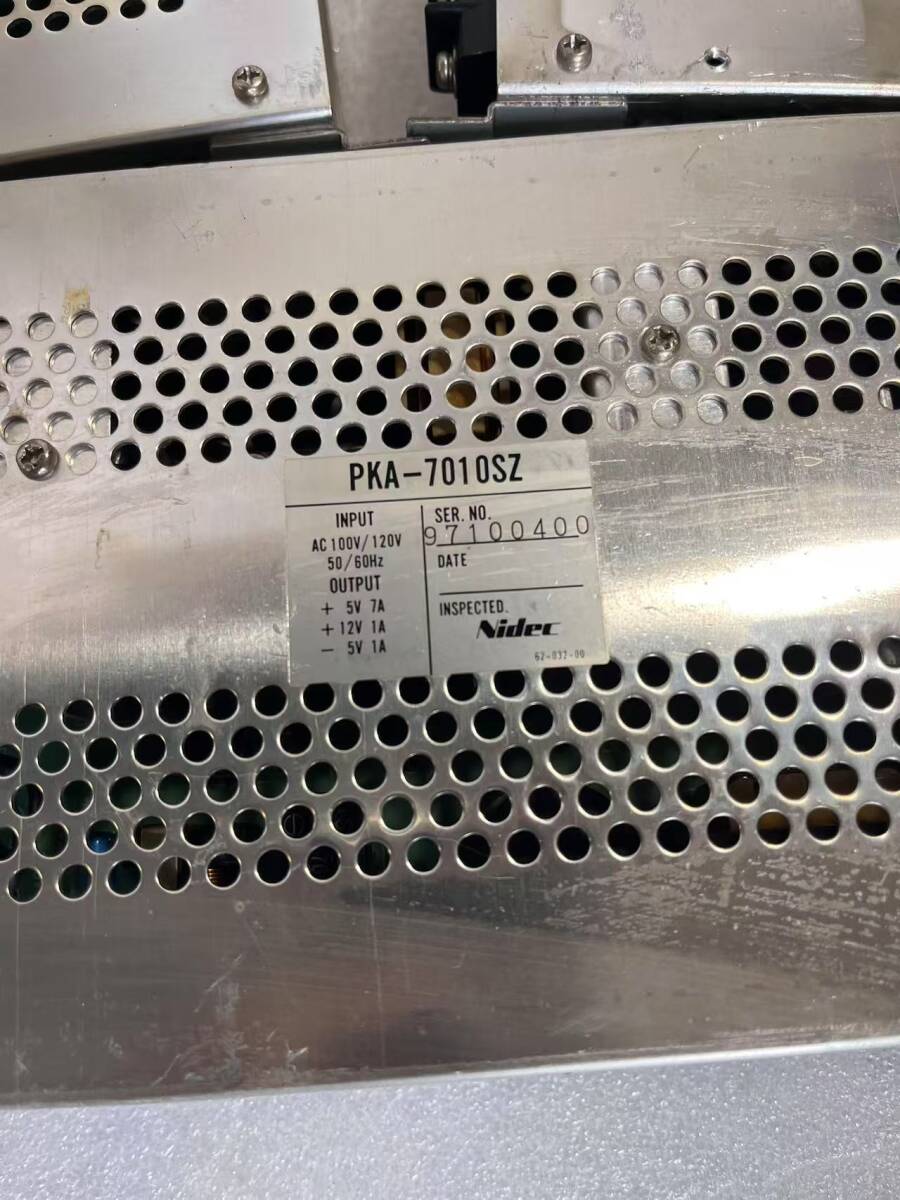 PKA-7010SZ
INPUT
AC 100V/120V
50/60Hz
OUTPUT
+ 5V 7A
+ 12V 1A
- 5V 1A
SER. NO.
97100400
DATE
INSPECTED.
Nidec
62-032-00